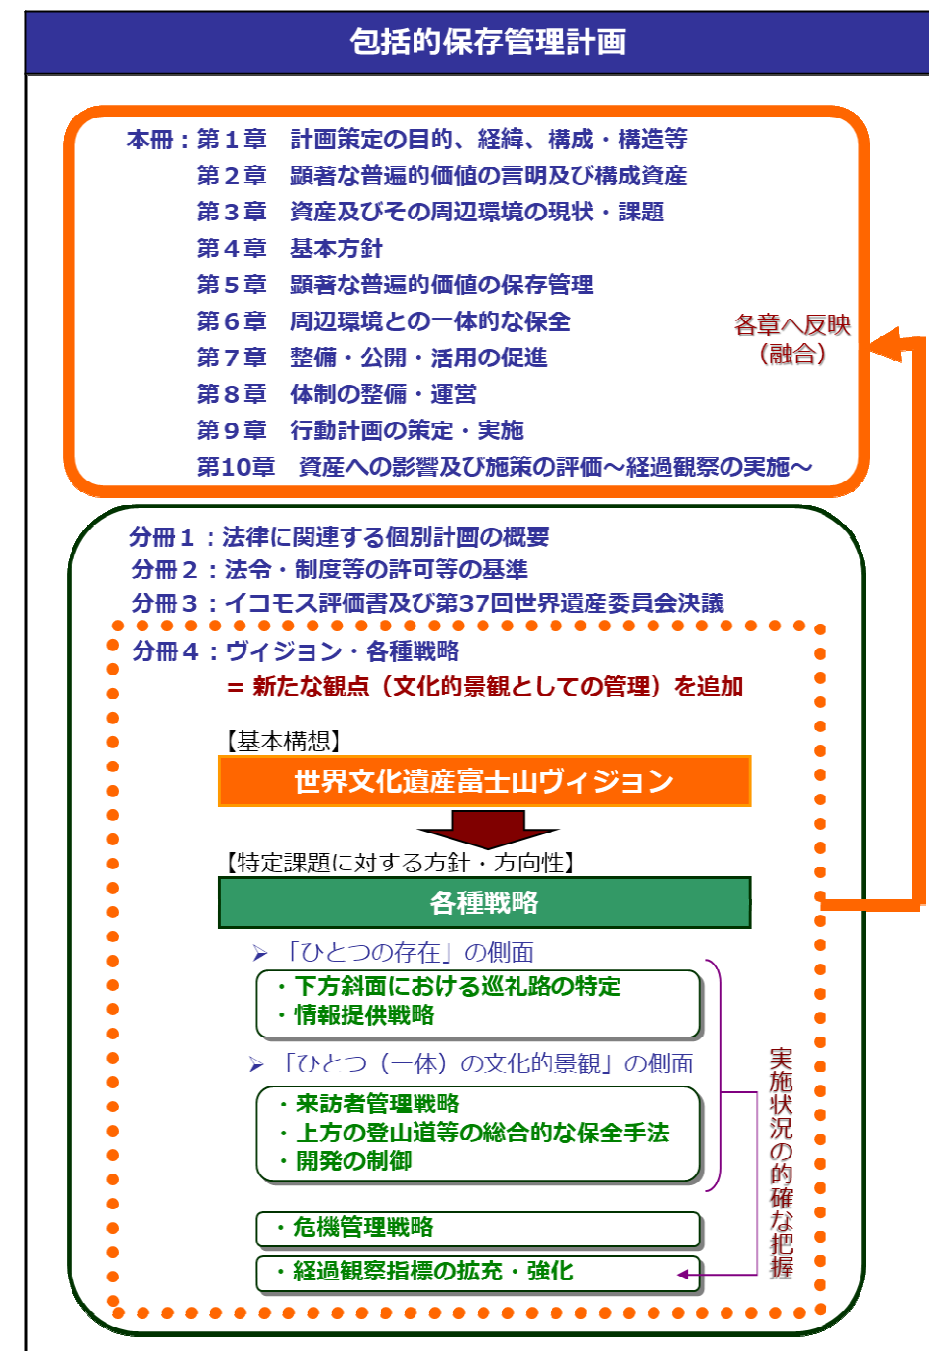 包括的保存管理計画
本冊：第１章　計画策定の目的、経緯、構成・構造等
第２章　顕著な普遍的価値の言明及び構成資産
第３章　資産及びその周辺環境の現状・課題
第４章　基本方針
第５章　顕著な普遍的価値の保存管理
第６章　周辺環境との一体的な保全
第７章　整備・公開・活用の促進
第８章　体制の整備・運営
第９章　行動計画の策定・実施
第10章　資産への影響及び施策の評価～経過観察の実施～
各章へ反映
（融合）
分冊１：法律に関連する個別計画の概要
分冊２：法令・制度等の許可等の基準
分冊３：イコモス評価書及び第37回世界遺産委員会決議
分冊４：ヴィジョン・各種戦略
= 新たな観点（文化的景観としての管理）を追加
【基本構想】
世界文化遺産富士山ヴィジョン
【特定課題に対する方針・方向性】
各種戦略
➢ 「ひとつの存在」の側面
・下方斜面における巡礼路の特定
・情報提供戦略
➢ 「ひとつ（一体）の文化的景観」の側面
・来訪者管理戦略
・上方の登山道等の総合的な保全手法
・開発の制御
・危機管理戦略
・経過観察指標の拡充・強化
実施状況の的確な把握